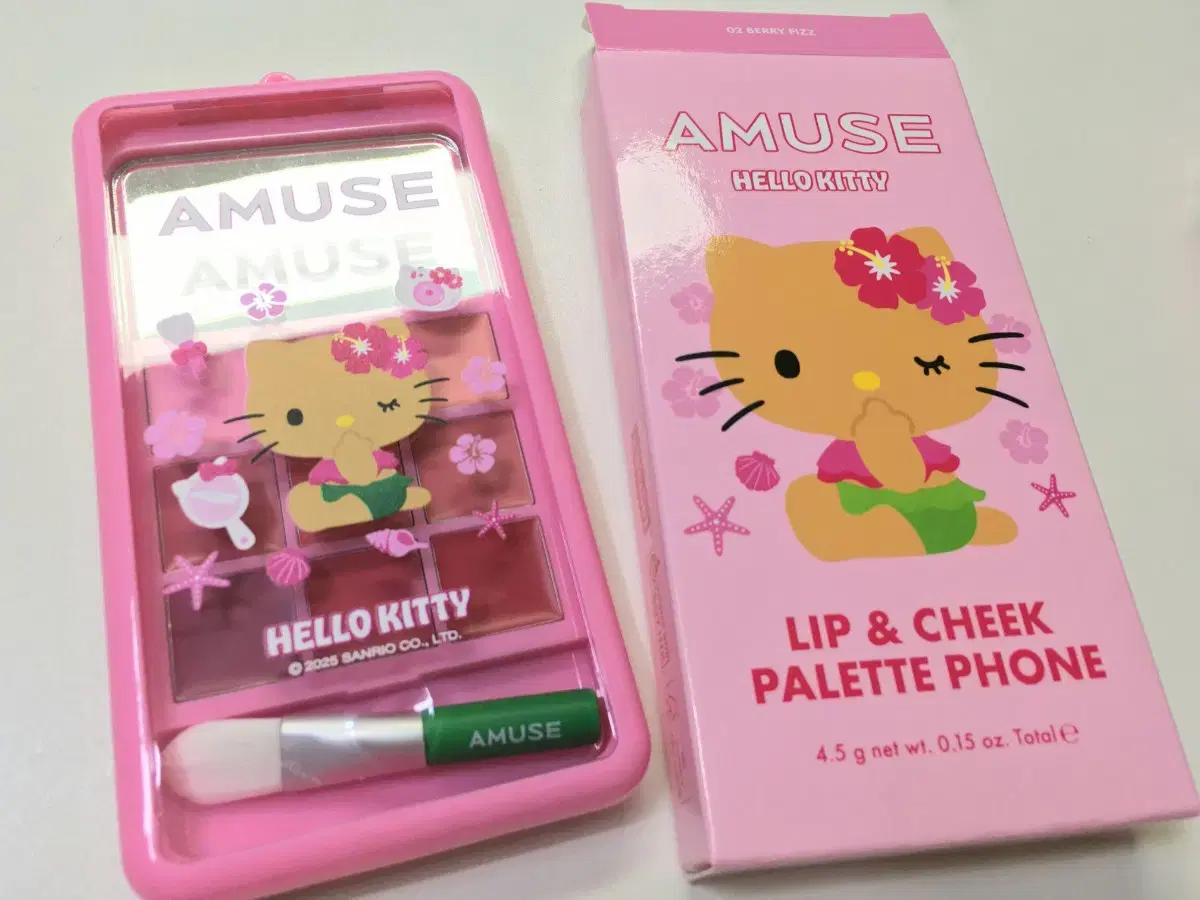 AMUSE
AMUSE
HELLO KITTY
© 2025 SANRIO CO., LTD.
AMUSE
02 BERRY FIZZ
AMUSE
HELLO KITTY
LIP & CHEEK
PALETTE PHONE
4.5 g net wt. 0.15 oz. Total ℮